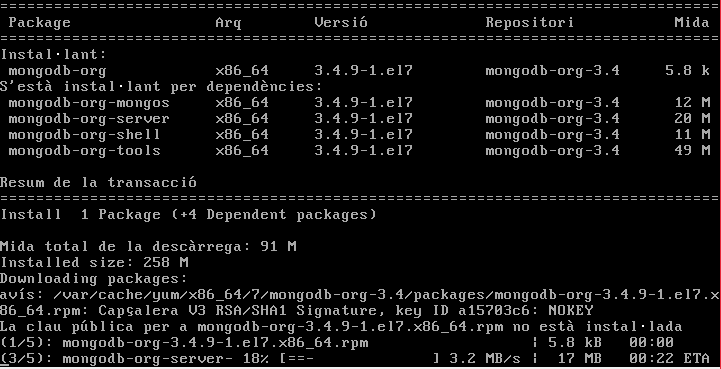 ================================================================================
 Package                 Arq         Versió               Repositori          Mida
================================================================================
Instal·lant:
 mongodb-org             x86_64      3.4.9-1.el7          mongodb-org-3.4    5.8 k
S'està instal·lant per dependències:
 mongodb-org-mongos      x86_64      3.4.9-1.el7          mongodb-org-3.4     12 M
 mongodb-org-server      x86_64      3.4.9-1.el7          mongodb-org-3.4     20 M
 mongodb-org-shell       x86_64      3.4.9-1.el7          mongodb-org-3.4     11 M
 mongodb-org-tools       x86_64      3.4.9-1.el7          mongodb-org-3.4     49 M
Resum de la transacció
================================================================================
Install  1 Package (+4 Dependent packages)
Mida total de la descàrrega: 91 M
Installed size: 258 M
Downloading packages:
avís: /var/cache/yum/x86_64/7/mongodb-org-3.4/packages/mongodb-org-3.4.9-1.el7.x
86_64.rpm: Capçalera V3 RSA/SHA1 Signature, key ID a15703c6: NOKEY
La clau pública per a mongodb-org-3.4.9-1.el7.x86_64.rpm no està instal·lada
(1/5): mongodb-org-3.4.9-1.el7.x86_64.rpm                  | 5.8 kB   00:00
(3/5): mongodb-org-server- 18% [==-             ] 3.2 MB/s |  17 MB   00:22 ETA